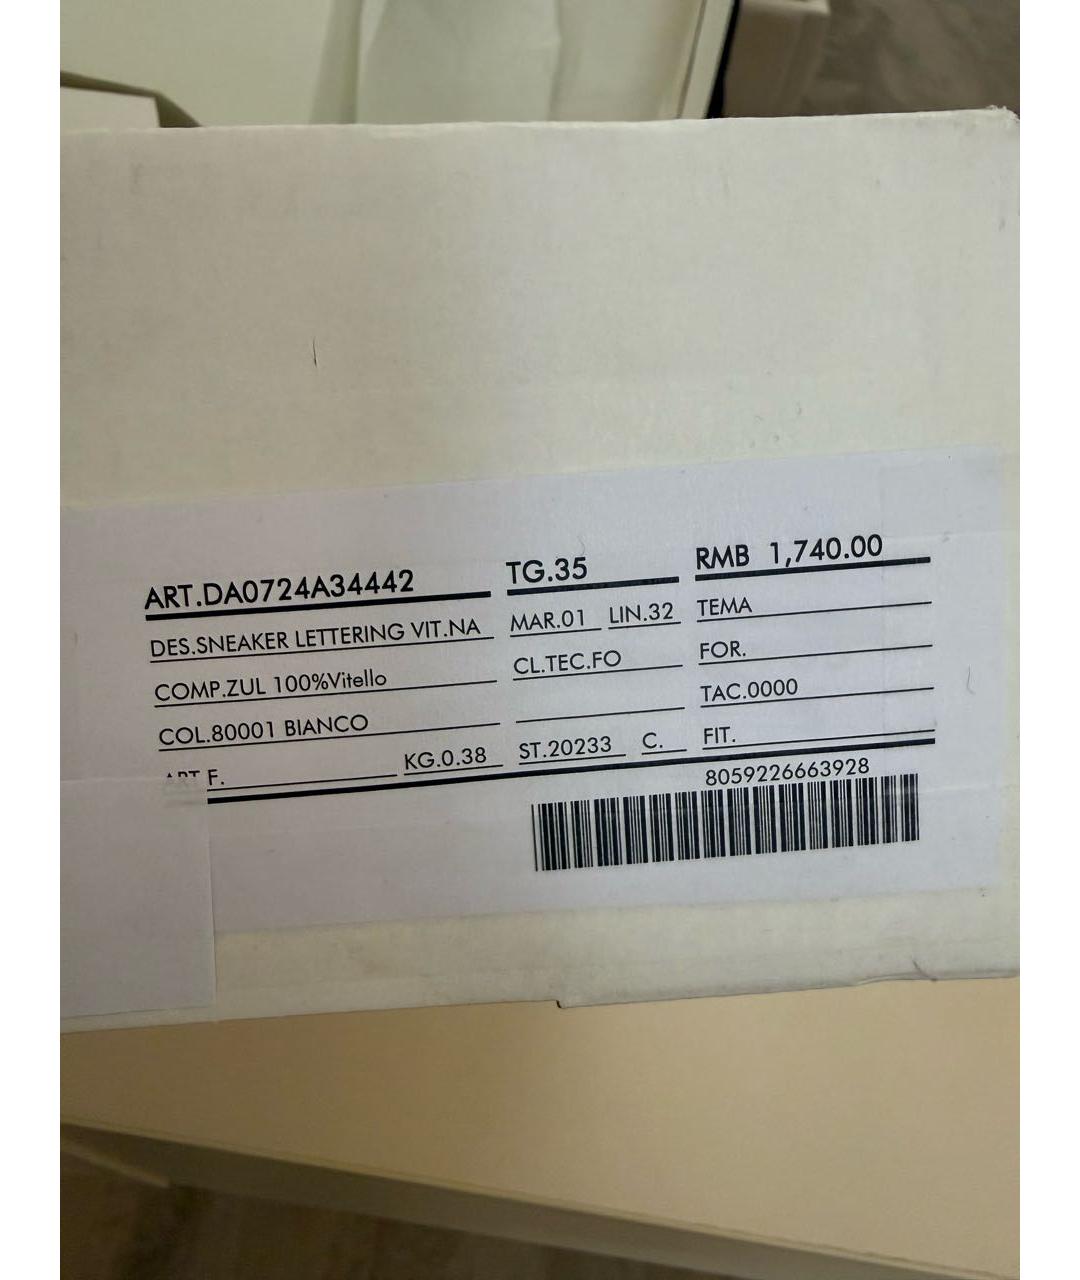 ART.DA0724A34442 TG.35 RMB 1,740.00
DES.SNEAKER LETTERING VIT.NA MAR.01 LIN.32 TEMA
COMP.ZUL 100%Vitello CL.TEC.FO FOR.
COL.80001 BIANCO TAC.0000
ART F. KG.0.38 ST.20233 C. FIT.
8059226663928